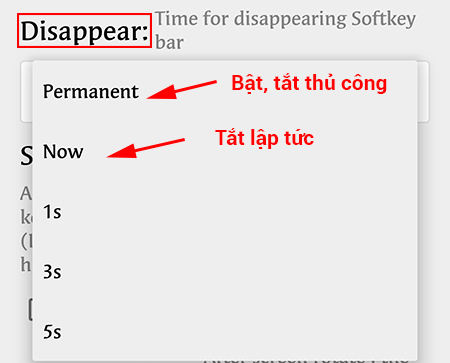 Disappear:
Time for disappearing Softkey
bar
Permanent
Bật, tắt thủ công
Now
Tắt lập tức
1s
3s
5s